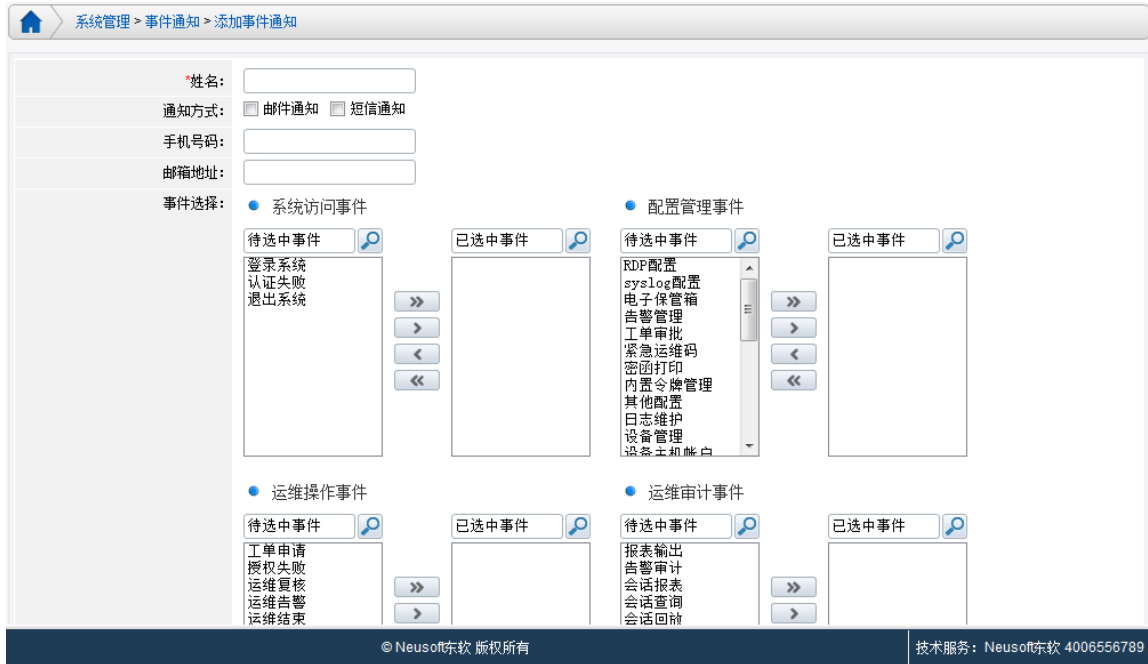 系统管理 > 事件通知 > 添加事件通知
*姓名:
通知方式: 邮件通知 短信通知
手机号码:
邮箱地址:
事件选择:
系统访问事件
待选中事件 已选中事件
登录系统
认证失败
退出系统
配置管理事件
待选中事件 已选中事件
RDP配置
syslog配置
电子保管箱
告警管理
工单审批
紧急运维码
密函打印
内置令牌管理
其他配置
日志维护
设备管理
设备主机帐户
运维操作事件
待选中事件 已选中事件
工单申请
授权失败
运维复核
运维告警
运维结束
运维审计事件
待选中事件 已选中事件
报表输出
告警审计
会话报表
会话查询
会话回放
© Neusoft东软 版权所有
技术服务: Neusoft东软 4006556789